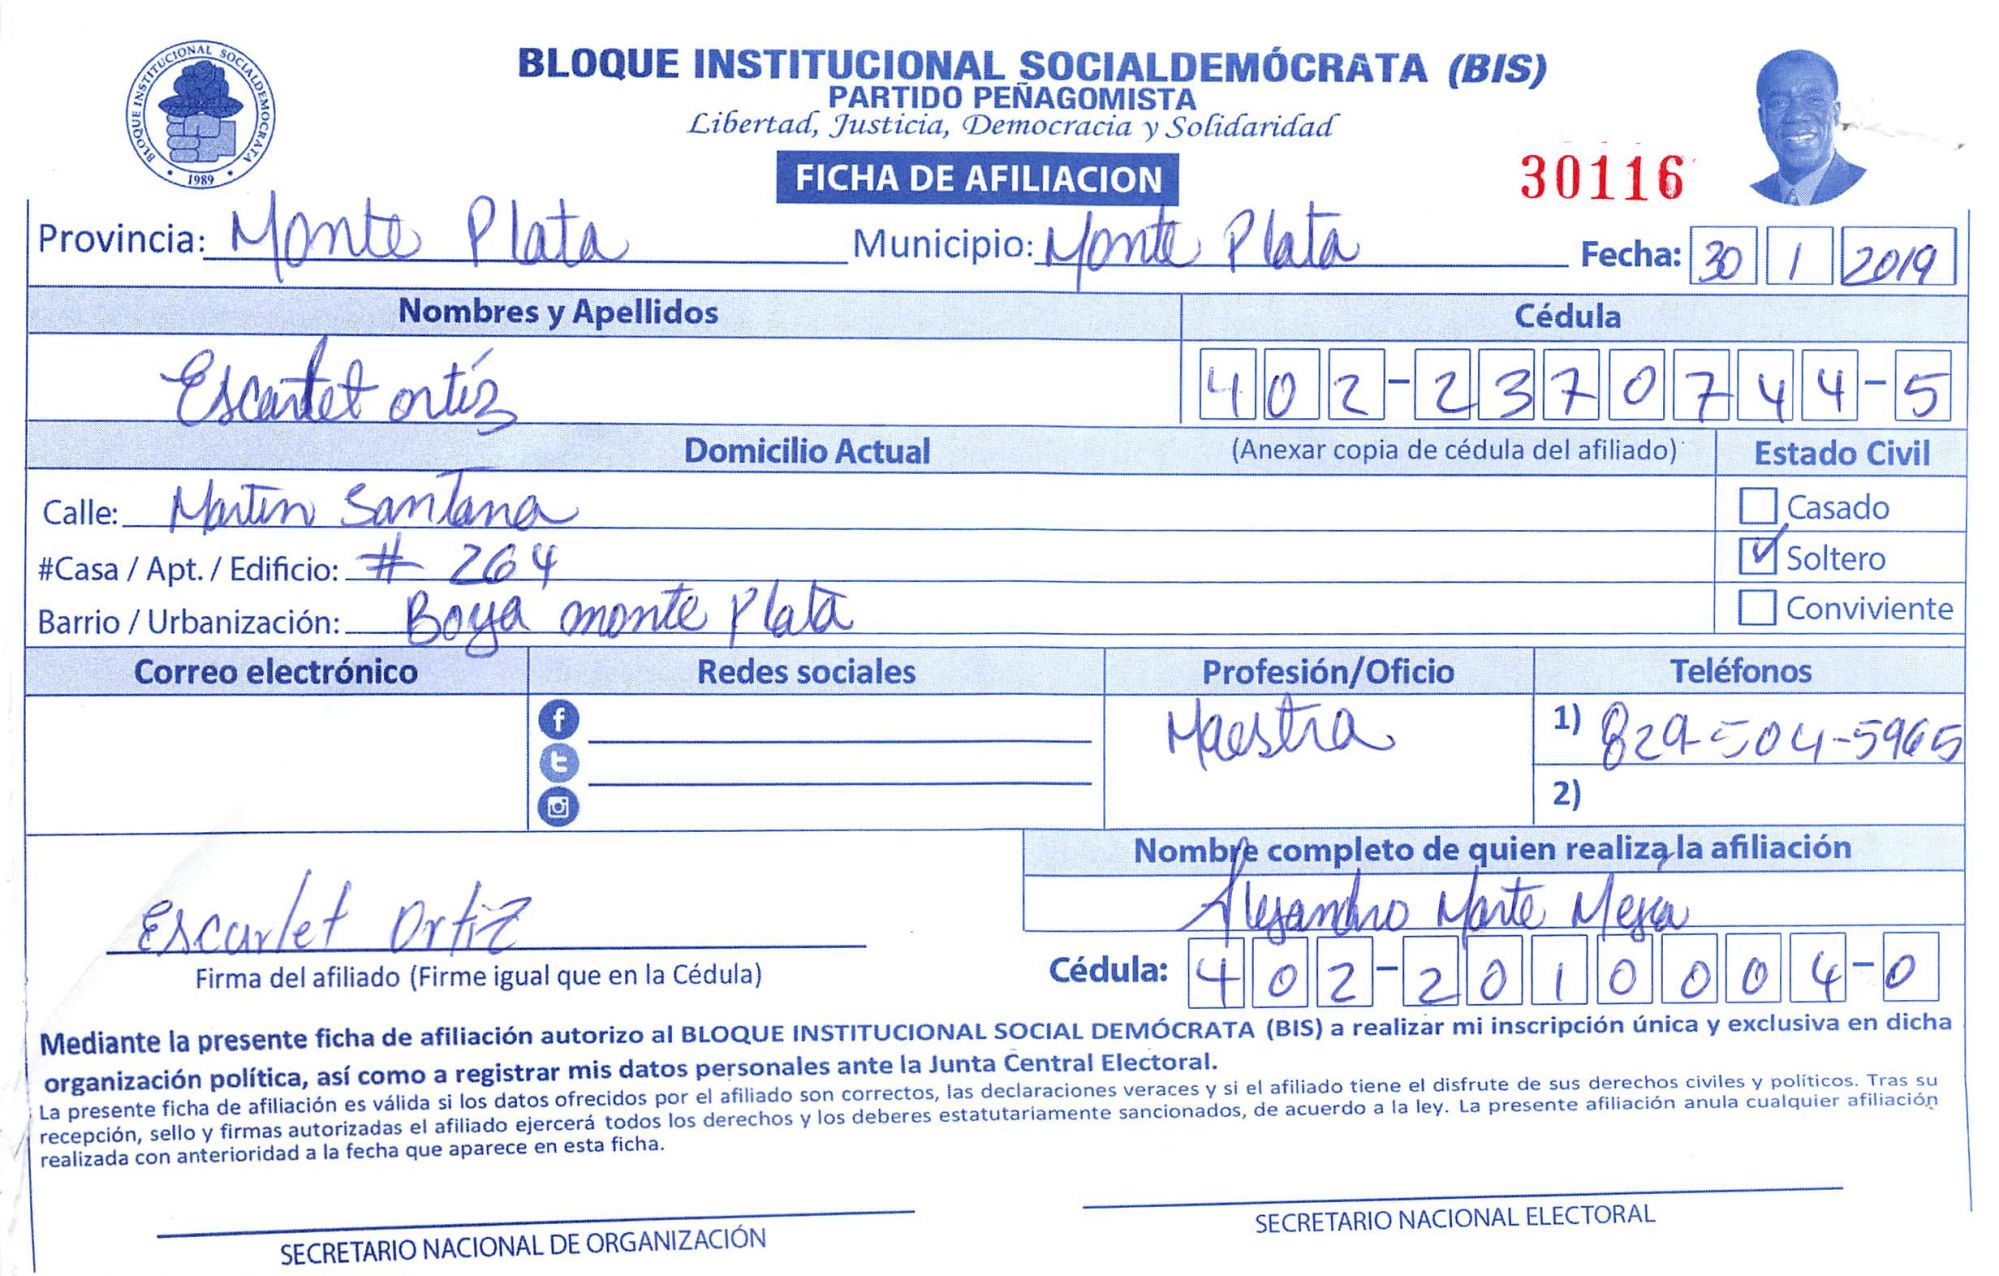 BLOQUE INSTITUCIONAL SOCIALDEMOCRATA
1989
BLOQUE INSTITUCIONAL SOCIALDEMÓCRATA (BIS)
PARTIDO PEÑAGOMISTA
Libertad, Justicia, Democracia y Solidaridad
FICHA DE AFILIACION
30116
Provincia: Monte Plata Municipio: Monte Plata Fecha: 30 1 2019
Nombres y Apellidos Cédula
Escarlet ortíz 402-2370744-5
Domicilio Actual (Anexar copia de cédula del afiliado) Estado Civil
Calle: Martin Santana Casado
#Casa / Apt. / Edificio: # 264 Soltero
Barrio / Urbanización: Boya monte Plata Conviviente
Correo electrónico Redes sociales Profesión/Oficio Teléfonos
Maestra 1) 829-504-5965
2)
Nombre completo de quien realiza la afiliación
Alejandro Marte Mejia
Escarlet Ortiz
Firma del afiliado (Firme igual que en la Cédula) Cédula: 402-2010004-0
Mediante la presente ficha de afiliación autorizo al BLOQUE INSTITUCIONAL SOCIAL DEMÓCRATA (BIS) a realizar mi inscripción única y exclusiva en dicha
organización política, así como a registrar mis datos personales ante la Junta Central Electoral.
La presente ficha de afiliación es válida si los datos ofrecidos por el afiliado son correctos, las declaraciones veraces y si el afiliado tiene el disfrute de sus derechos civiles y políticos. Tras su
recepción, sello y firmas autorizadas el afiliado ejercerá todos los derechos y los deberes estatutariamente sancionados, de acuerdo a la ley. La presente afiliación anula cualquier afiliación
realizada con anterioridad a la fecha que aparece en esta ficha.
SECRETARIO NACIONAL DE ORGANIZACIÓN SECRETARIO NACIONAL ELECTORAL